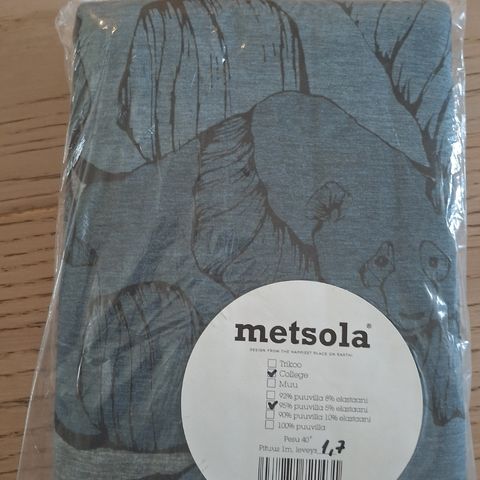 metsola®
DESIGN FROM THE HAPPIEST PLACE ON EARTH!
Trikoo
College
Muu
92% puuvilla 8% elastaani
95% puuvilla 5% elastaani
90% puuvilla 10% elastaani
100% puuvilla
Pesu 40°
Pituus 1m, leveys 1,7